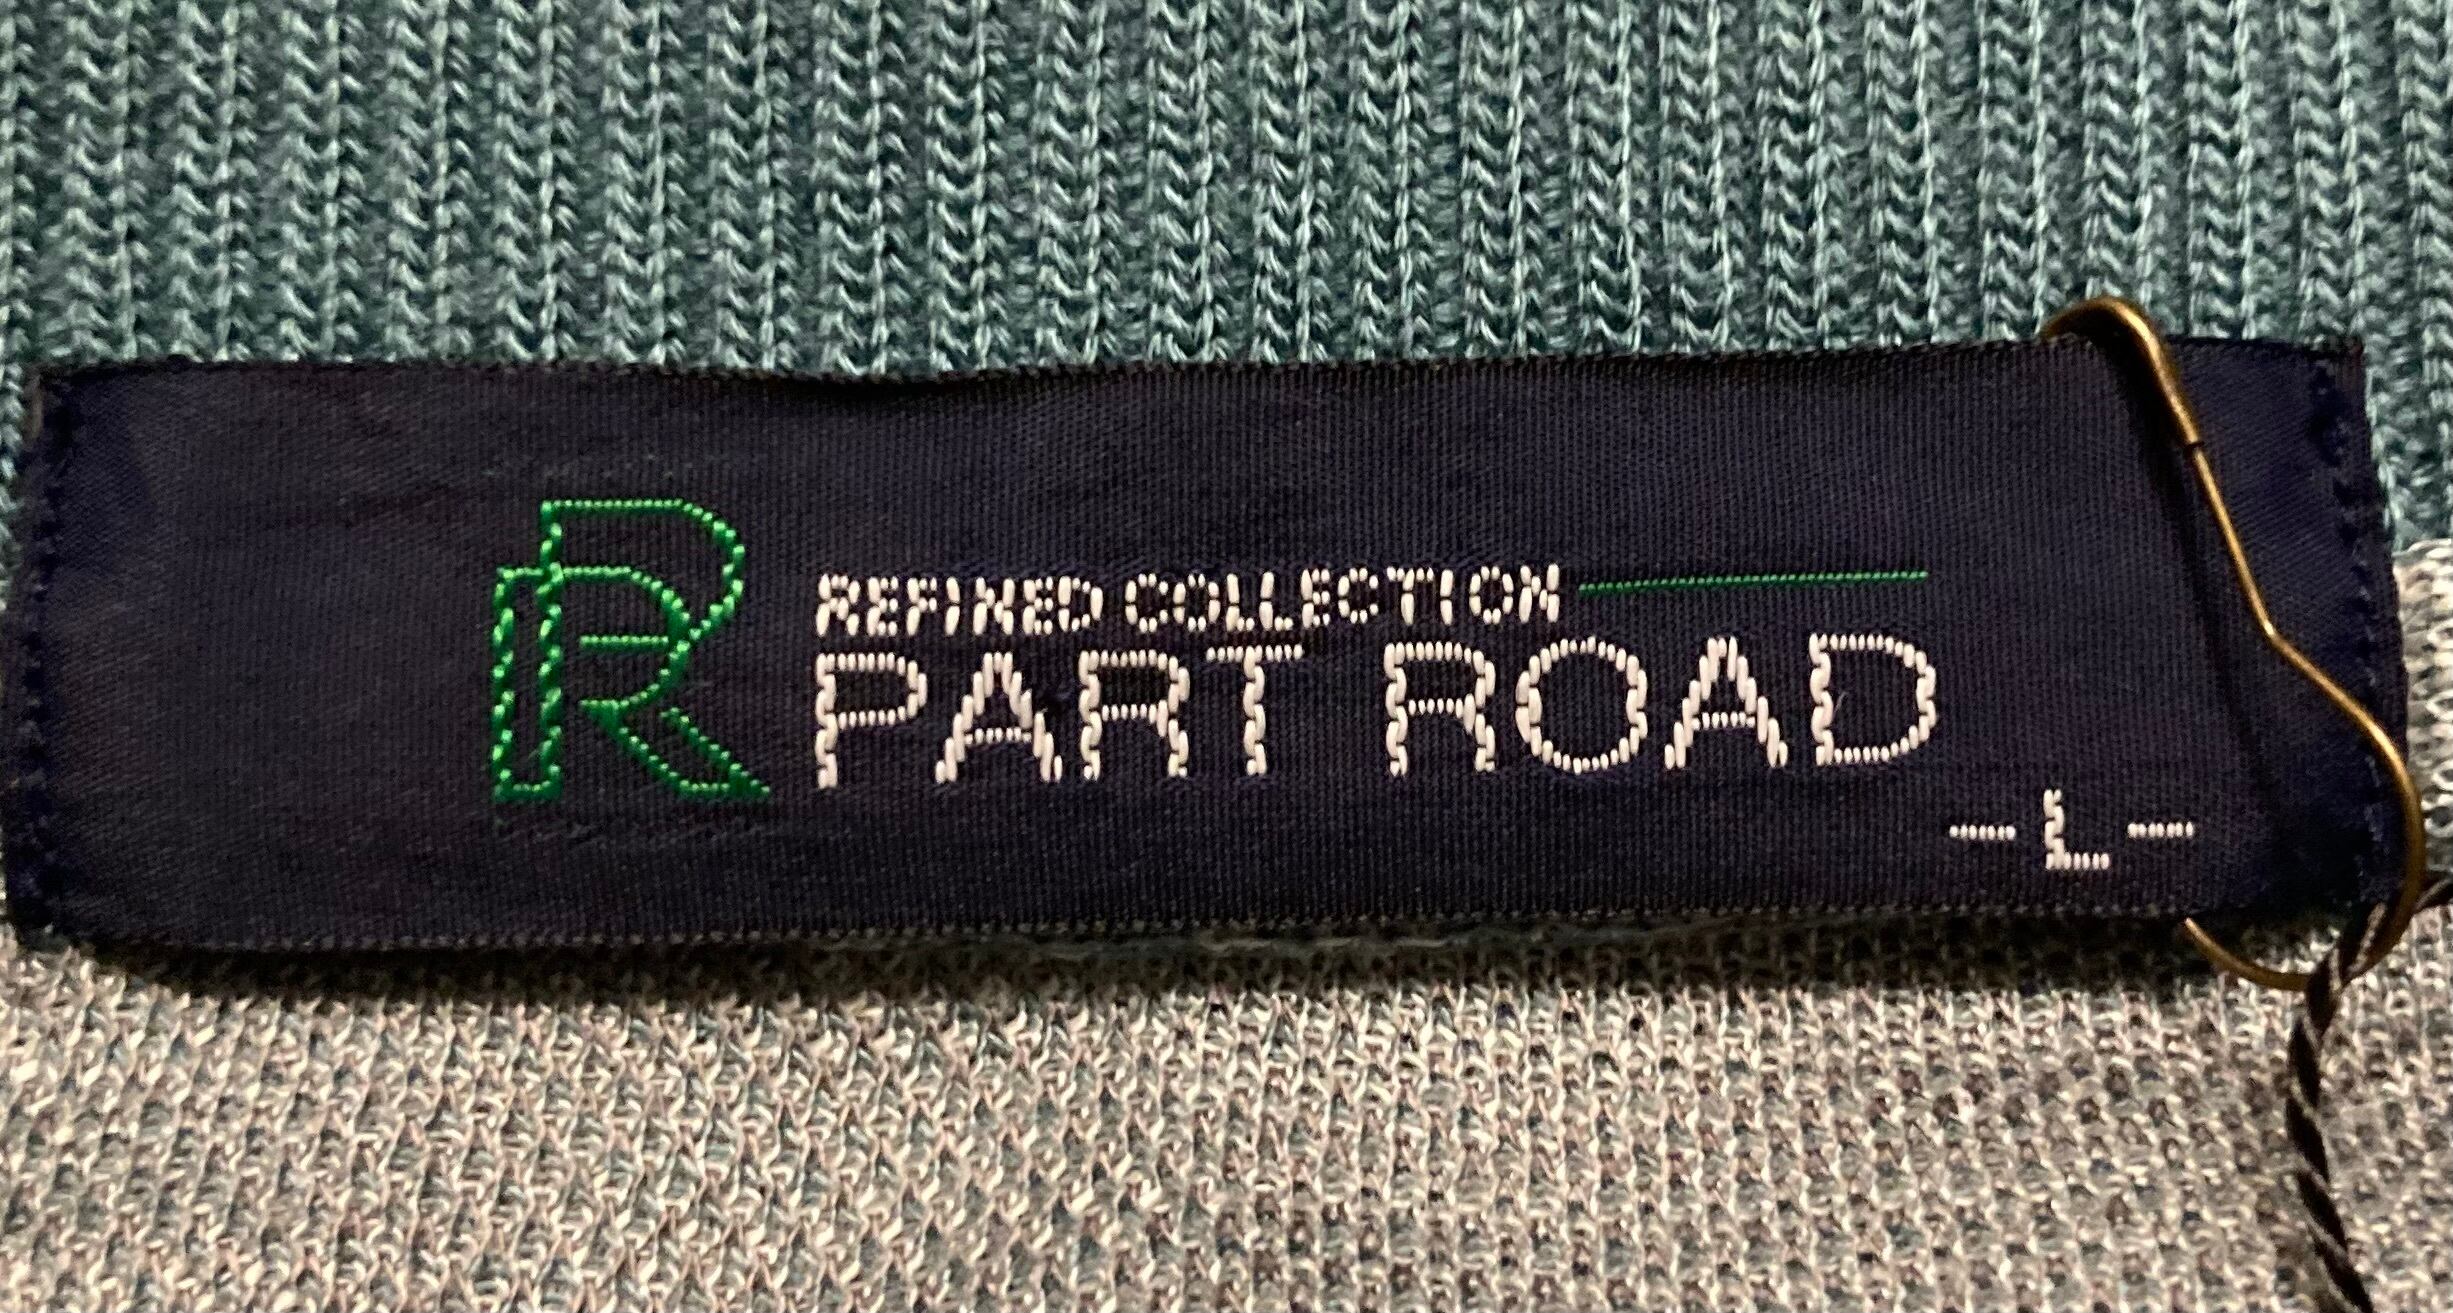 PR
REFINED COLLECTION
PART ROAD
-L-